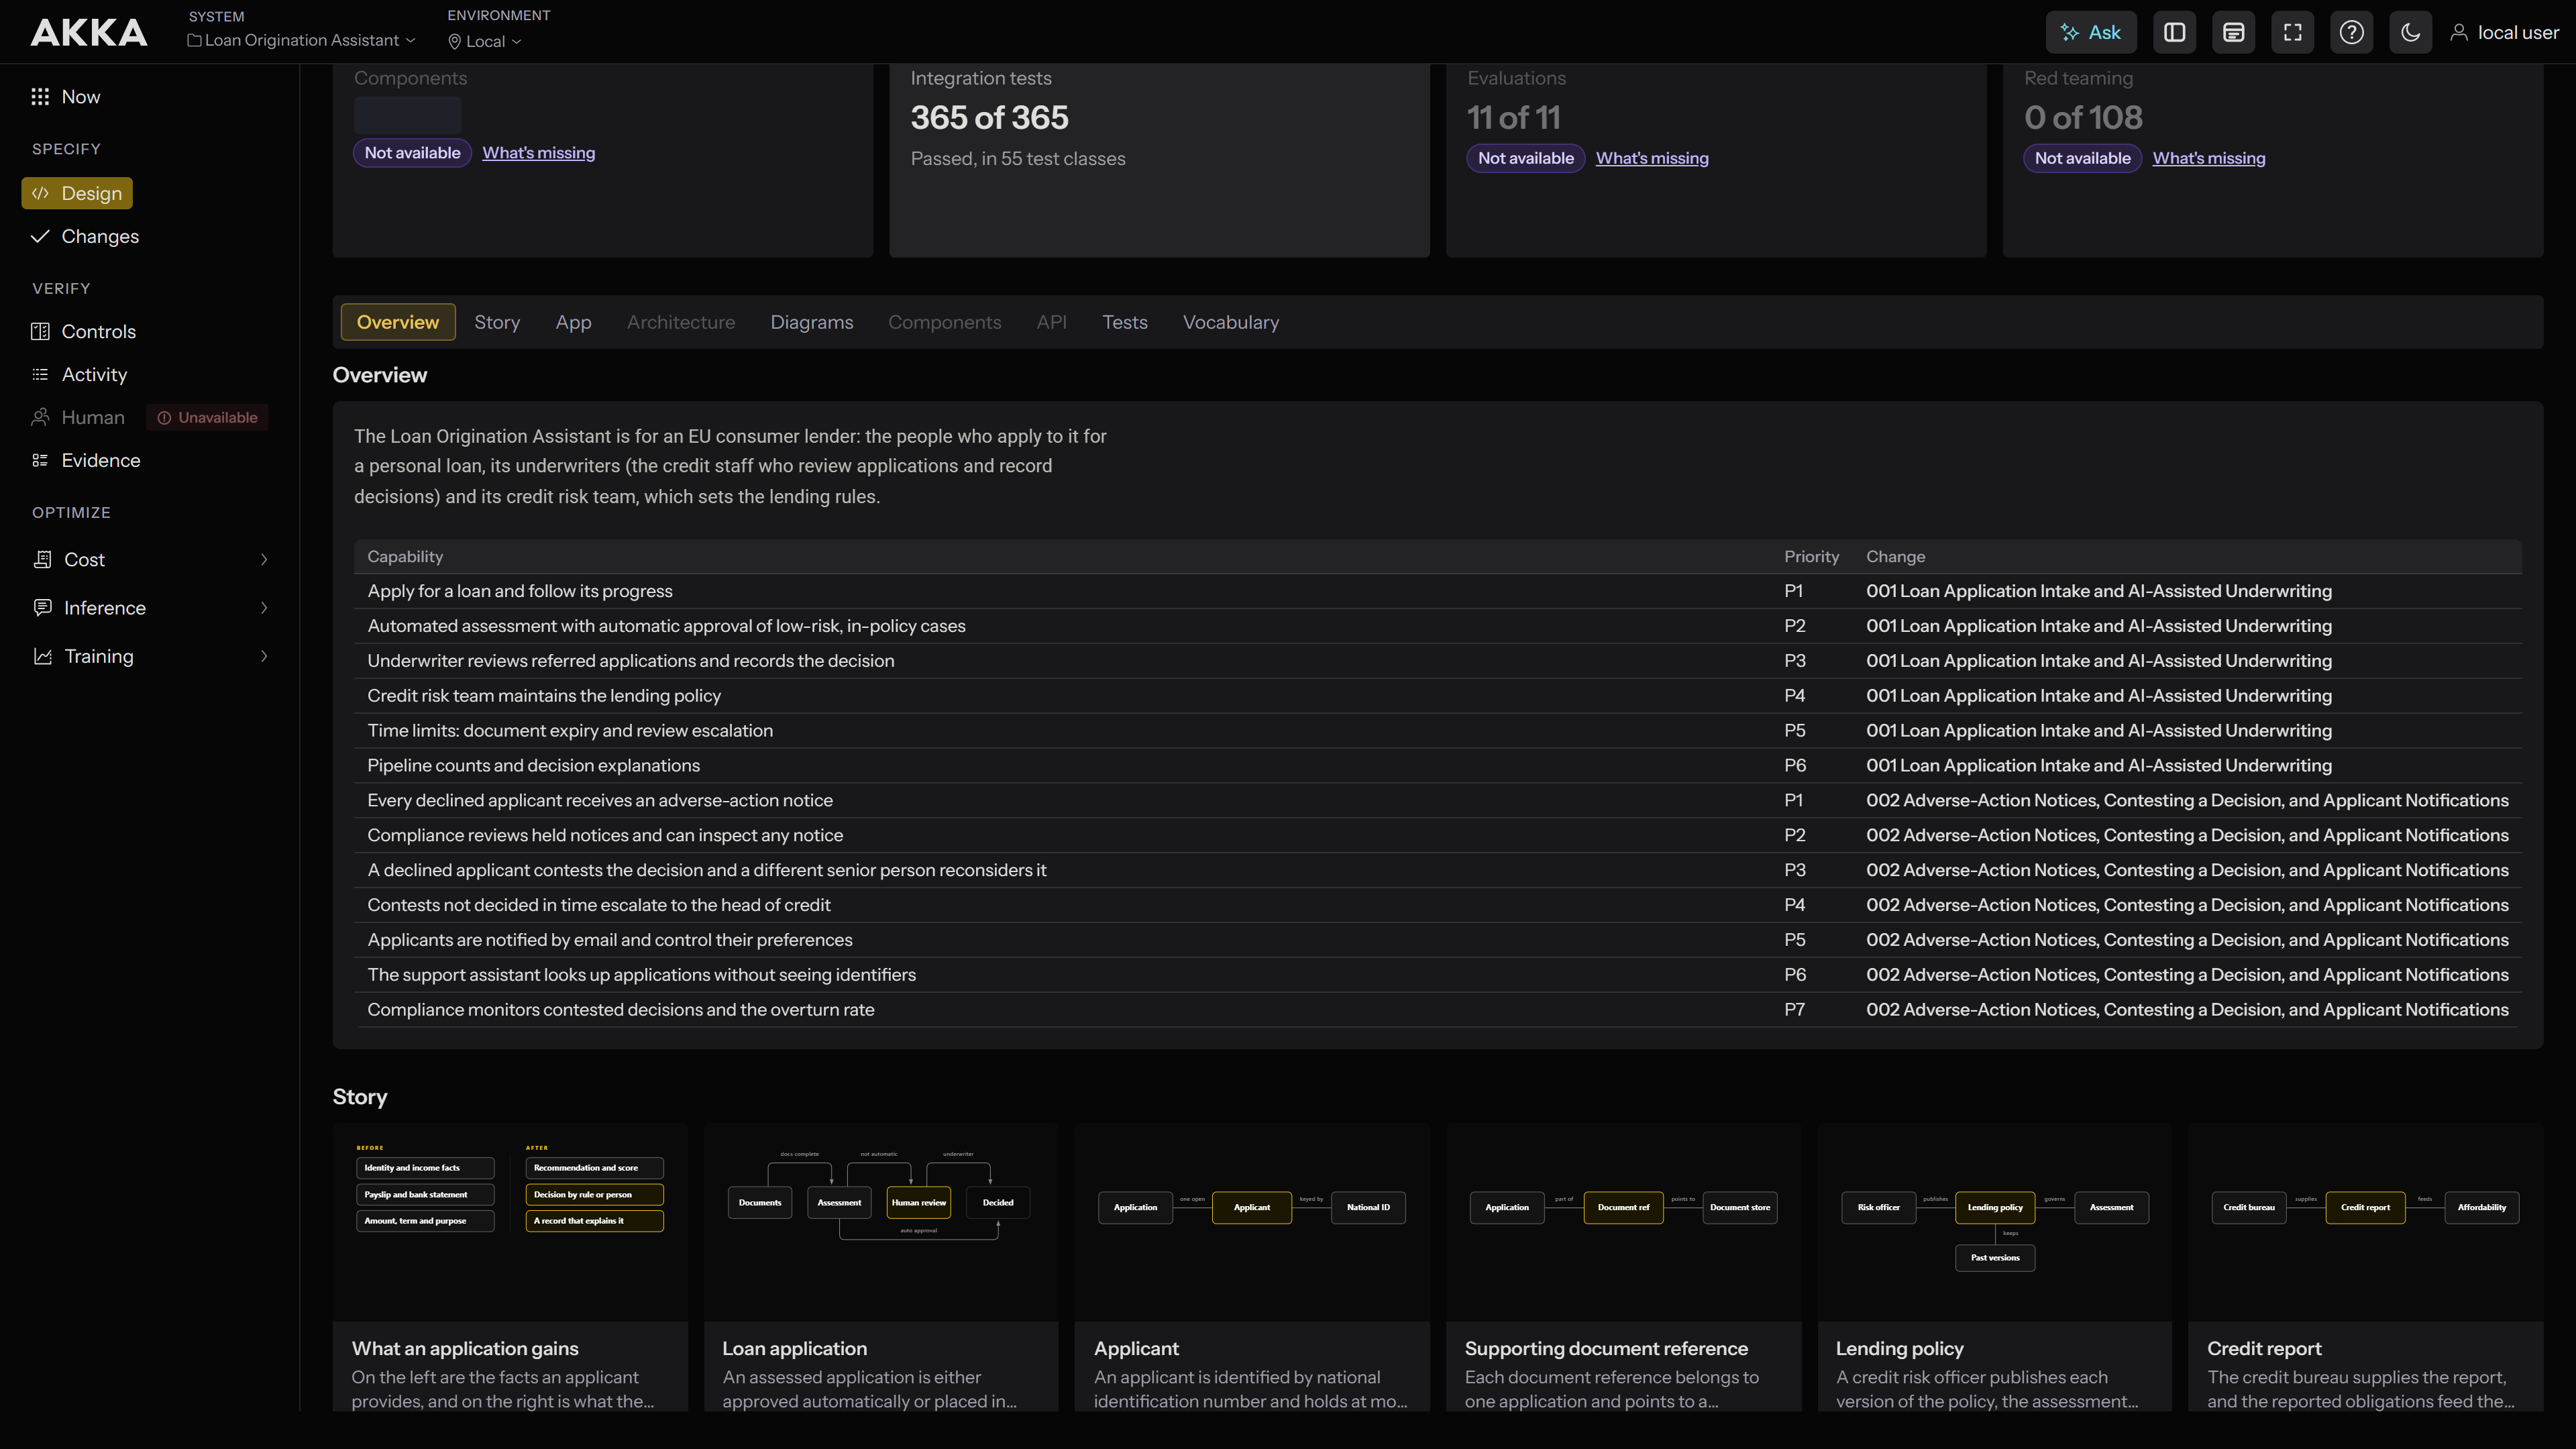 AKKA
SYSTEM
Loan Origination Assistant
ENVIRONMENT
Local
Ask
local user
Now
SPECIFY
Design
Changes
VERIFY
Controls
Activity
Human
Unavailable
Evidence
OPTIMIZE
Cost
Inference
Training
Components
Not available What's missing
Integration tests
365 of 365
Passed, in 55 test classes
Evaluations
11 of 11
Not available What's missing
Red teaming
0 of 108
Not available What's missing
Overview Story App Architecture Diagrams Components API Tests Vocabulary
Overview
The Loan Origination Assistant is for an EU consumer lender: the people who apply to it for
a personal loan, its underwriters (the credit staff who review applications and record
decisions) and its credit risk team, which sets the lending rules.
Capability Priority Change
Apply for a loan and follow its progress P1 001 Loan Application Intake and AI-Assisted Underwriting
Automated assessment with automatic approval of low-risk, in-policy cases P2 001 Loan Application Intake and AI-Assisted Underwriting
Underwriter reviews referred applications and records the decision P3 001 Loan Application Intake and AI-Assisted Underwriting
Credit risk team maintains the lending policy P4 001 Loan Application Intake and AI-Assisted Underwriting
Time limits: document expiry and review escalation P5 001 Loan Application Intake and AI-Assisted Underwriting
Pipeline counts and decision explanations P6 001 Loan Application Intake and AI-Assisted Underwriting
Every declined applicant receives an adverse-action notice P1 002 Adverse-Action Notices, Contesting a Decision, and Applicant Notifications
Compliance reviews held notices and can inspect any notice P2 002 Adverse-Action Notices, Contesting a Decision, and Applicant Notifications
A declined applicant contests the decision and a different senior person reconsiders it P3 002 Adverse-Action Notices, Contesting a Decision, and Applicant Notifications
Contests not decided in time escalate to the head of credit P4 002 Adverse-Action Notices, Contesting a Decision, and Applicant Notifications
Applicants are notified by email and control their preferences P5 002 Adverse-Action Notices, Contesting a Decision, and Applicant Notifications
The support assistant looks up applications without seeing identifiers P6 002 Adverse-Action Notices, Contesting a Decision, and Applicant Notifications
Compliance monitors contested decisions and the overturn rate P7 002 Adverse-Action Notices, Contesting a Decision, and Applicant Notifications
Story
BEFORE
Identity and income facts
Payslip and bank statement
Amount, term and purpose
AFTER
Recommendation and score
Decision by rule or person
A record that explains it
What an application gains
On the left are the facts an applicant
provides, and on the right is what the...
docs complete not automatic underwriter
Documents Assessment Human review Decided
auto approval
Loan application
An assessed application is either
approved automatically or placed in...
Application one open Applicant keyed by National ID
Applicant
An applicant is identified by national
identification number and holds at mo...
Application part of Document ref points to Document store
Supporting document reference
Each document reference belongs to
one application and points to a...
Risk officer publishes Lending policy governs Assessment
keeps
Past versions
Lending policy
A credit risk officer publishes each
version of the policy, the assessment...
Credit bureau supplies Credit report feeds Affordability
Credit report
The credit bureau supplies the report,
and the reported obligations feed the...